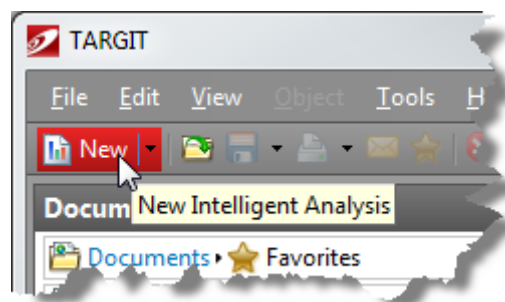 TARGIT
File Edit View Object Tools H
New
Docum New Intelligent Analysis
Documents Favorites